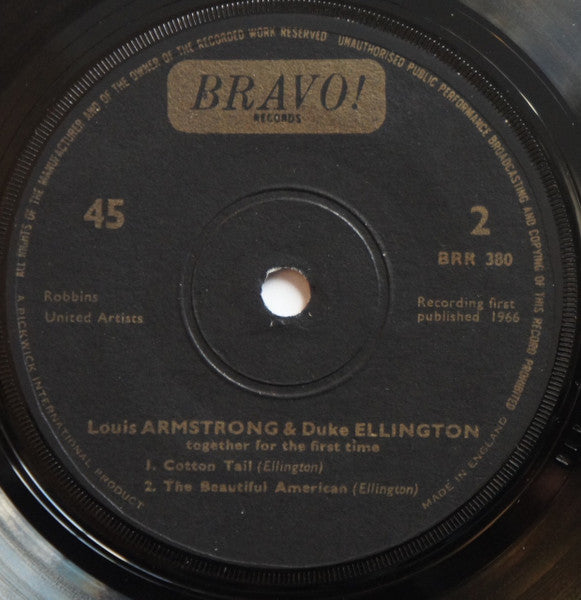 ALL RIGHTS OF THE MANUFACTURER AND OF THE OWNER OF THE RECORDED WORK RESERVED
UNAUTHORISED PUBLIC PERFORMANCE BROADCASTING AND COPYING OF THIS RECORD PROHIBITED
BRAVO!
RECORDS
45
2
BRR 380
Robbins
United Artists
Recording first
published 1966
Louis ARMSTRONG & Duke ELLINGTON
together for the first time
1. Cotton Tail (Ellington)
2. The Beautiful American (Ellington)
A PICKWICK INTERNATIONAL PRODUCT
MADE IN ENGLAND